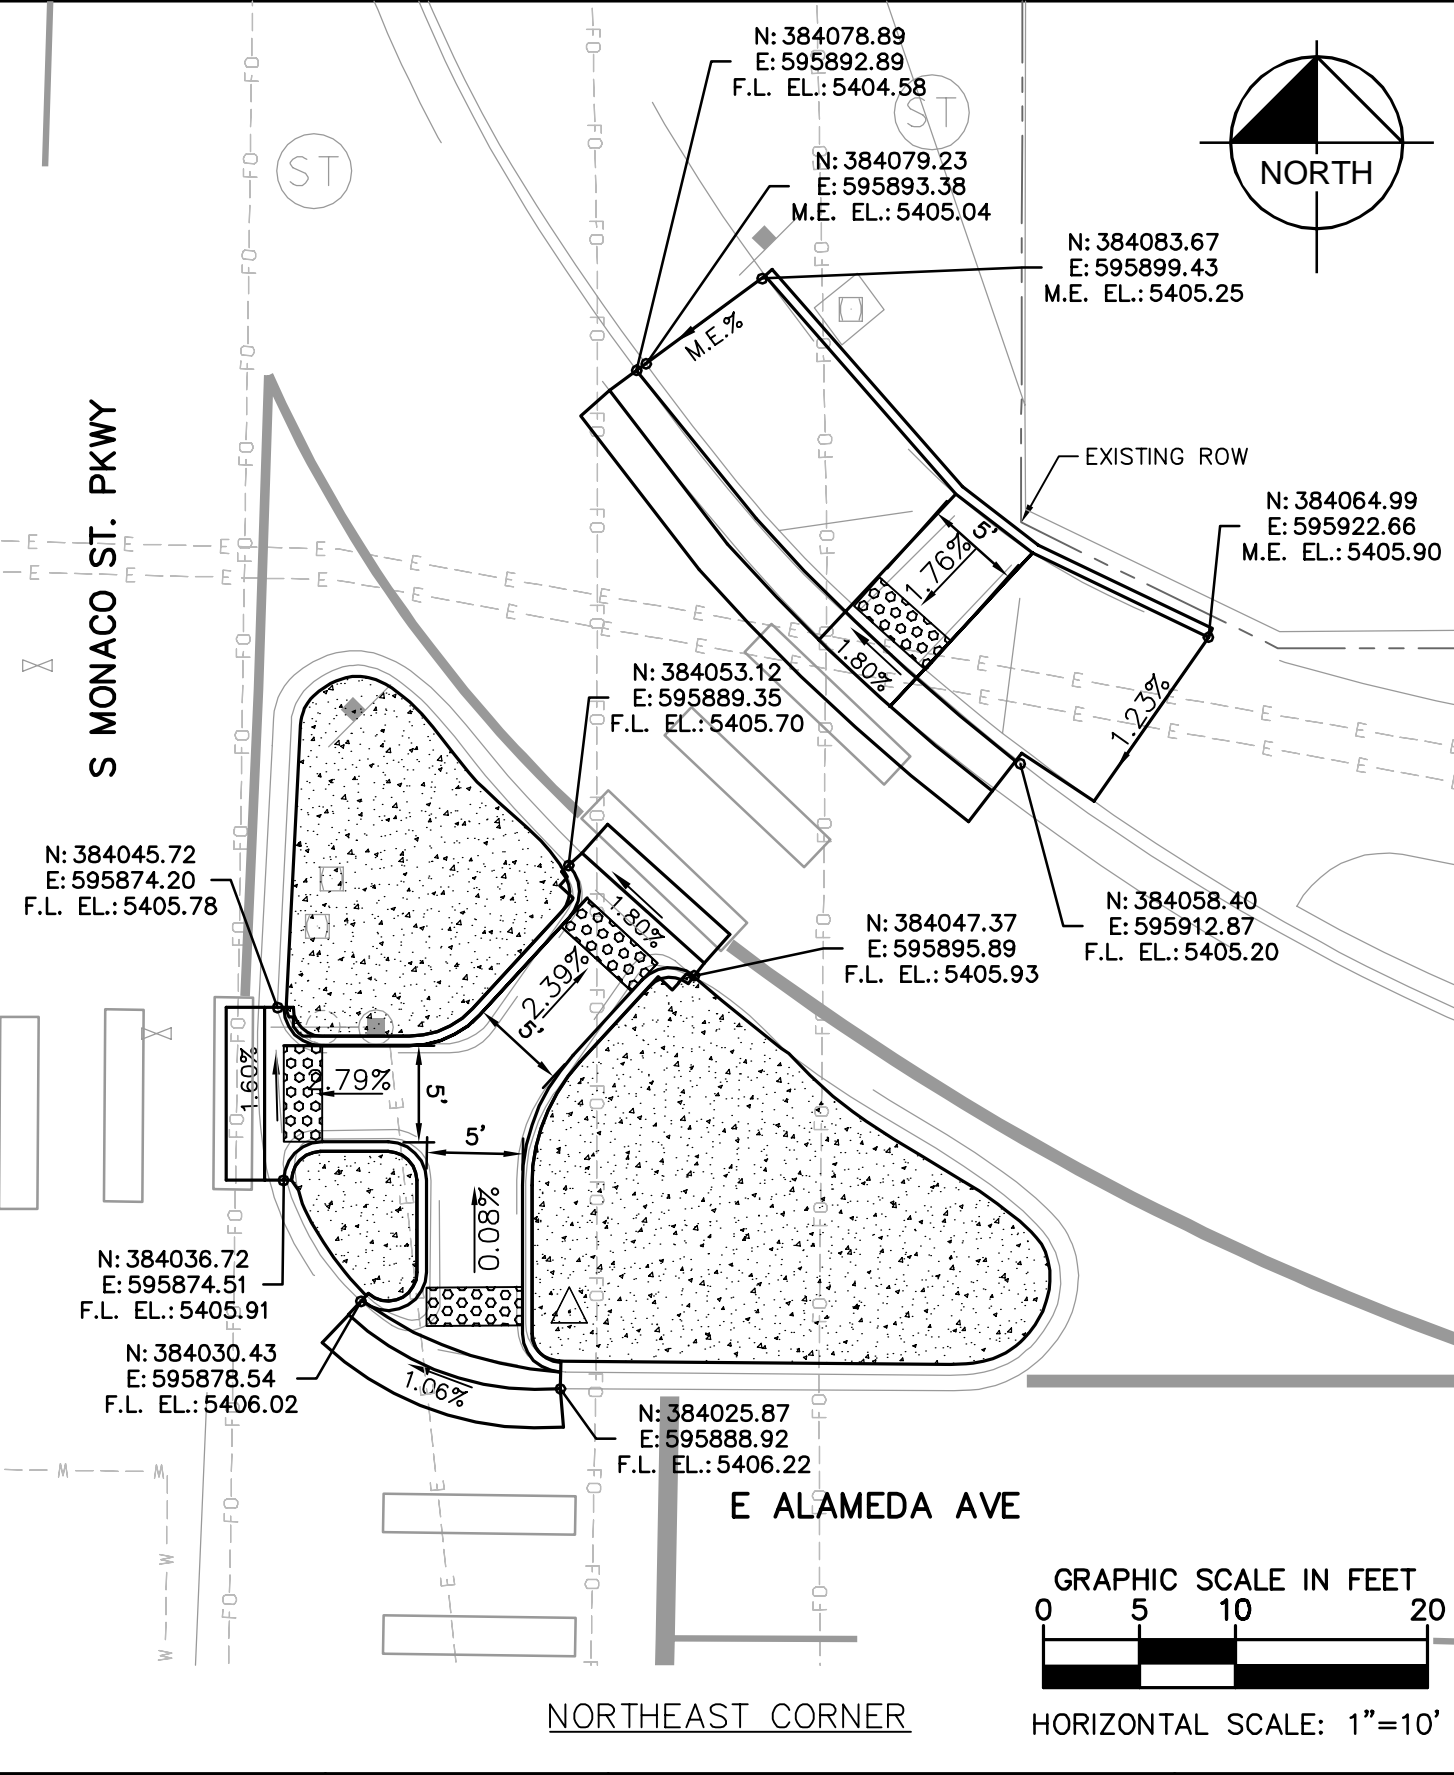 N: 384078.89
E: 595892.89
F.L. EL.: 5404.58
ST
ST
N: 384079.23
E: 595893.38
M.E. EL.: 5405.04
NORTH
N: 384083.67
E: 595899.43
M.E. EL.: 5405.25
M.E.%
S MONACO ST. PKWY
EXISTING ROW
N: 384064.99
E: 595922.66
M.E. EL.: 5405.90
5'
1.76%
1.80%
1.23%
N: 384053.12
E: 595889.35
F.L. EL.: 5405.70
N: 384045.72
E: 595874.20
F.L. EL.: 5405.78
N: 384058.40
E: 595912.87
F.L. EL.: 5405.20
N: 384047.37
E: 595895.89
F.L. EL.: 5405.93
1.80%
2.39%
5'
1.60%
2.79%
5'
5'
0.08%
N: 384036.72
E: 595874.51
F.L. EL.: 5405.91
N: 384030.43
E: 595878.54
F.L. EL.: 5406.02
1.06%
N: 384025.87
E: 595888.92
F.L. EL.: 5406.22
E ALAMEDA AVE
GRAPHIC SCALE IN FEET
0 5 10 20
HORIZONTAL SCALE: 1"=10'
NORTHEAST CORNER
FO
E
W